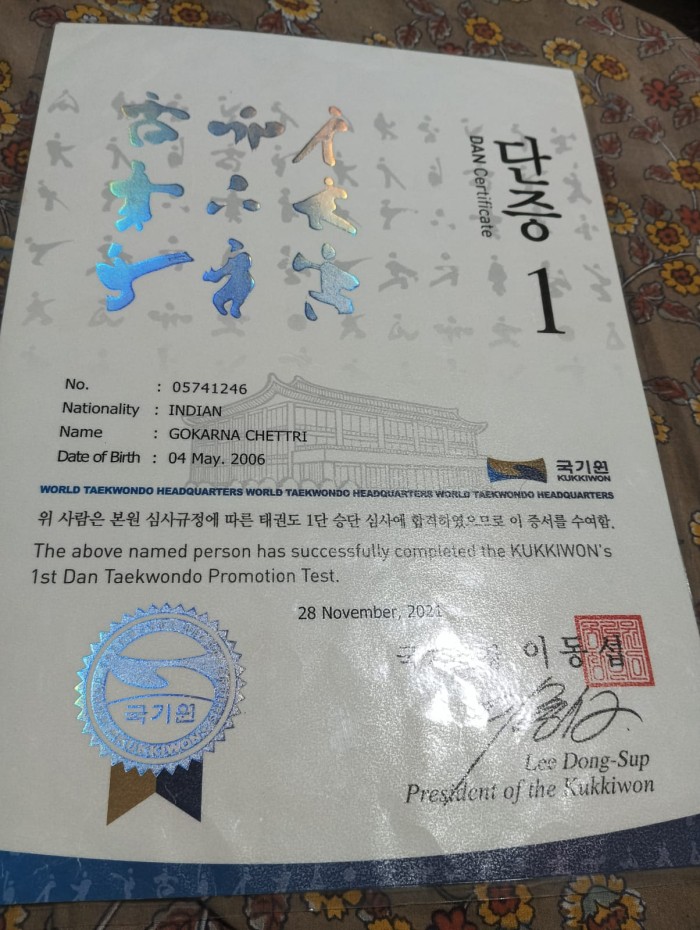 단증
DAN Certificate
1
No. : 05741246
Nationality : INDIAN
Name : GOKARNA CHETTRI
Date of Birth : 04 May. 2006
국기원
KUKKIWON
WORLD TAEKWONDO HEADQUARTERS WORLD TAEKWONDO HEADQUARTERS WORLD TAEKWONDO HEADQUARTERS
위 사람은 본원 심사규정에 따른 태권도 1단 승단 심사에 합격하였으므로 이 증서를 수여함.
The above named person has successfully completed the KUKKIWON's
1st Dan Taekwondo Promotion Test.
28 November, 2021
이동섭
Lee Dong-Sup
President of the Kukkiwon
국기원
KUKKIWON